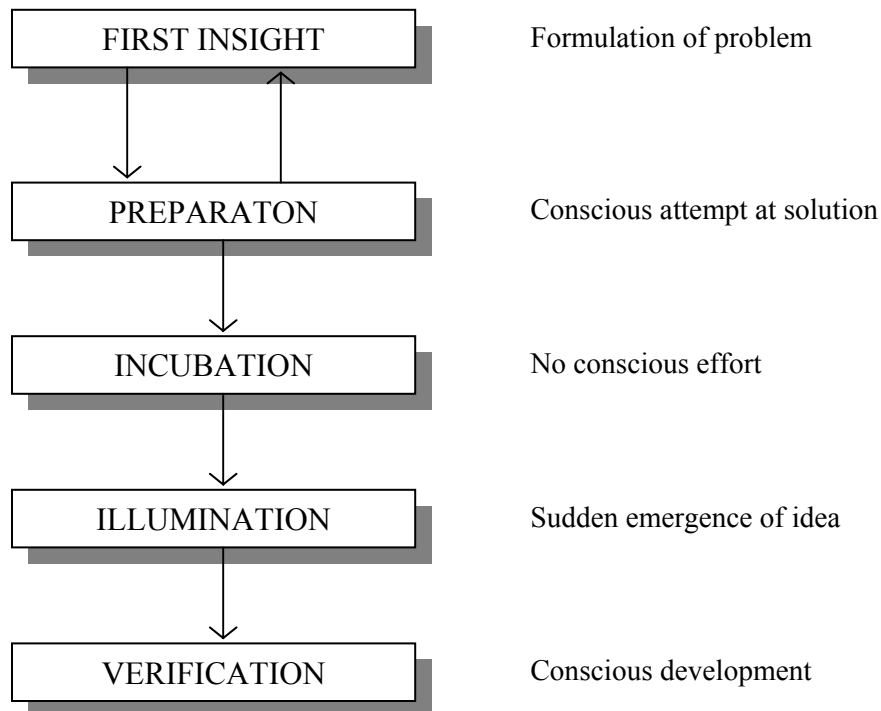 FIRST INSIGHT
Formulation of problem
PREPARATON
Conscious attempt at solution
INCUBATION
No conscious effort
ILLUMINATION
Sudden emergence of idea
VERIFICATION
Conscious development